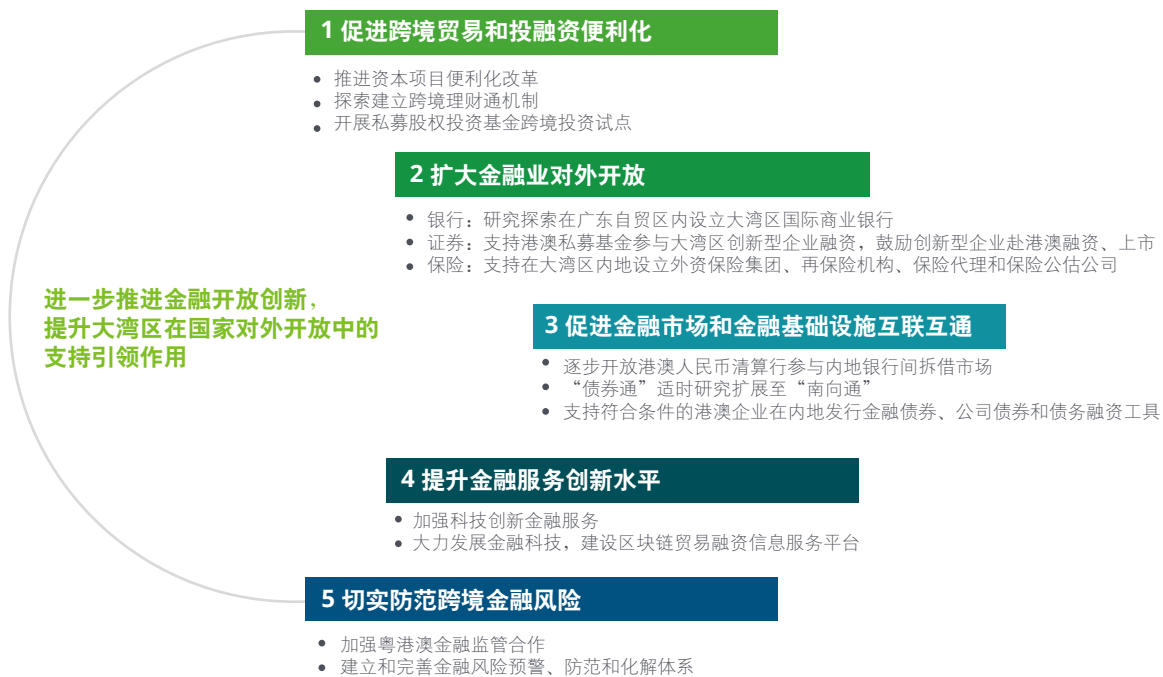 1 促进跨境贸易和投融资便利化
• 推进资本项目便利化改革
• 探索建立跨境理财通机制
• 开展私募股权投资基金跨境投资试点
2 扩大金融业对外开放
• 银行：研究探索在广东自贸区内设立大湾区国际商业银行
• 证券：支持港澳私募基金参与大湾区创新型企业融资，鼓励创新型企业赴港澳融资、上市
• 保险：支持在大湾区内地设立外资保险集团、再保险机构、保险代理和保险公估公司
进一步推进金融开放创新，
提升大湾区在国家对外开放中的
支持引领作用
3 促进金融市场和金融基础设施互联互通
• 逐步开放港澳人民币清算行参与内地银行间拆借市场
• “债券通”适时研究扩展至“南向通”
• 支持符合条件的港澳企业在内地发行金融债券、公司债券和债务融资工具
4 提升金融服务创新水平
• 加强科技创新金融服务
• 大力发展金融科技，建设区块链贸易融资信息服务平台
5 切实防范跨境金融风险
• 加强粤港澳金融监管合作
• 建立和完善金融风险预警、防范和化解体系